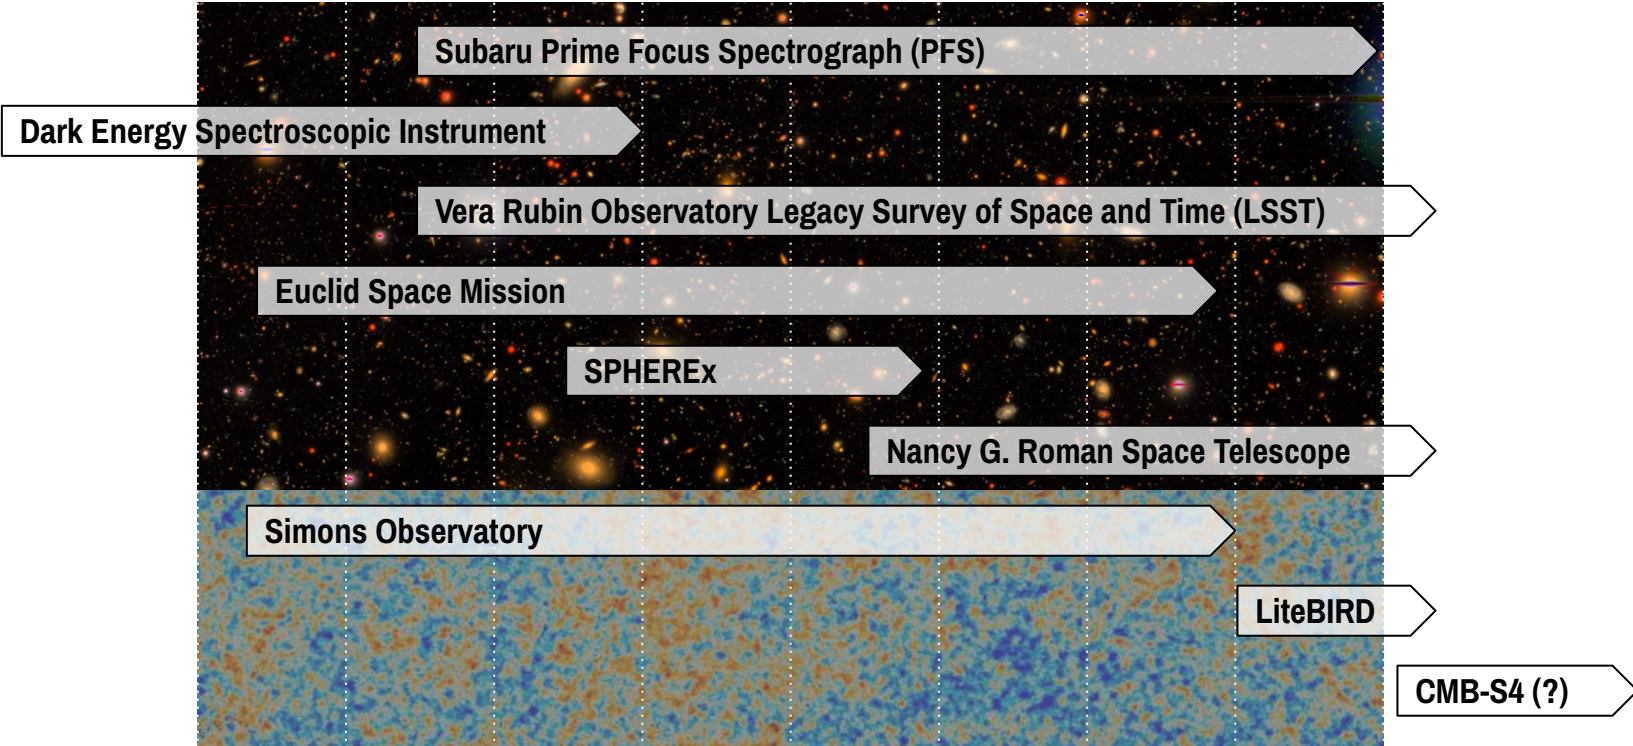 Subaru Prime Focus Spectrograph (PFS)
Dark Energy Spectroscopic Instrument
Vera Rubin Observatory Legacy Survey of Space and Time (LSST)
Euclid Space Mission
SPHEREx
Nancy G. Roman Space Telescope
Simons Observatory
LiteBIRD
CMB-S4 (?)